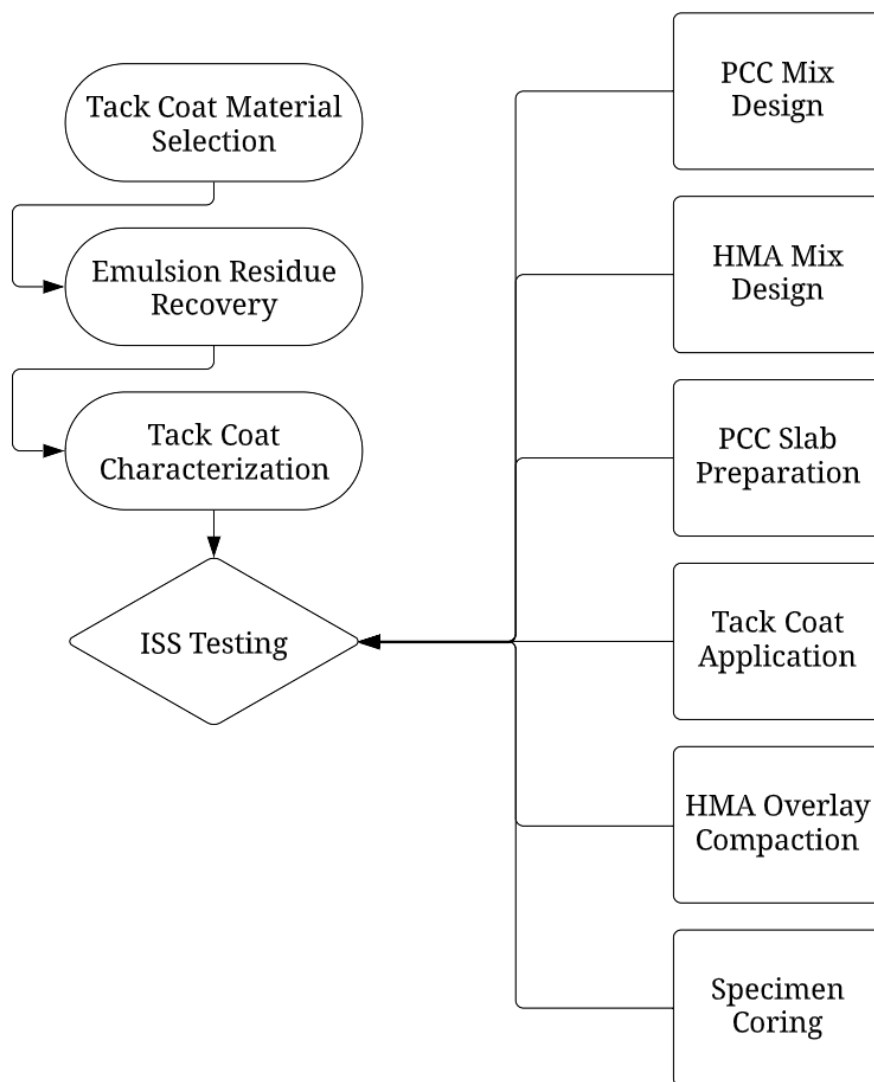 Tack Coat Material
Selection
Emulsion Residue
Recovery
Tack Coat
Characterization
ISS Testing
PCC Mix
Design
HMA Mix
Design
PCC Slab
Preparation
Tack Coat
Application
HMA Overlay
Compaction
Specimen
Coring